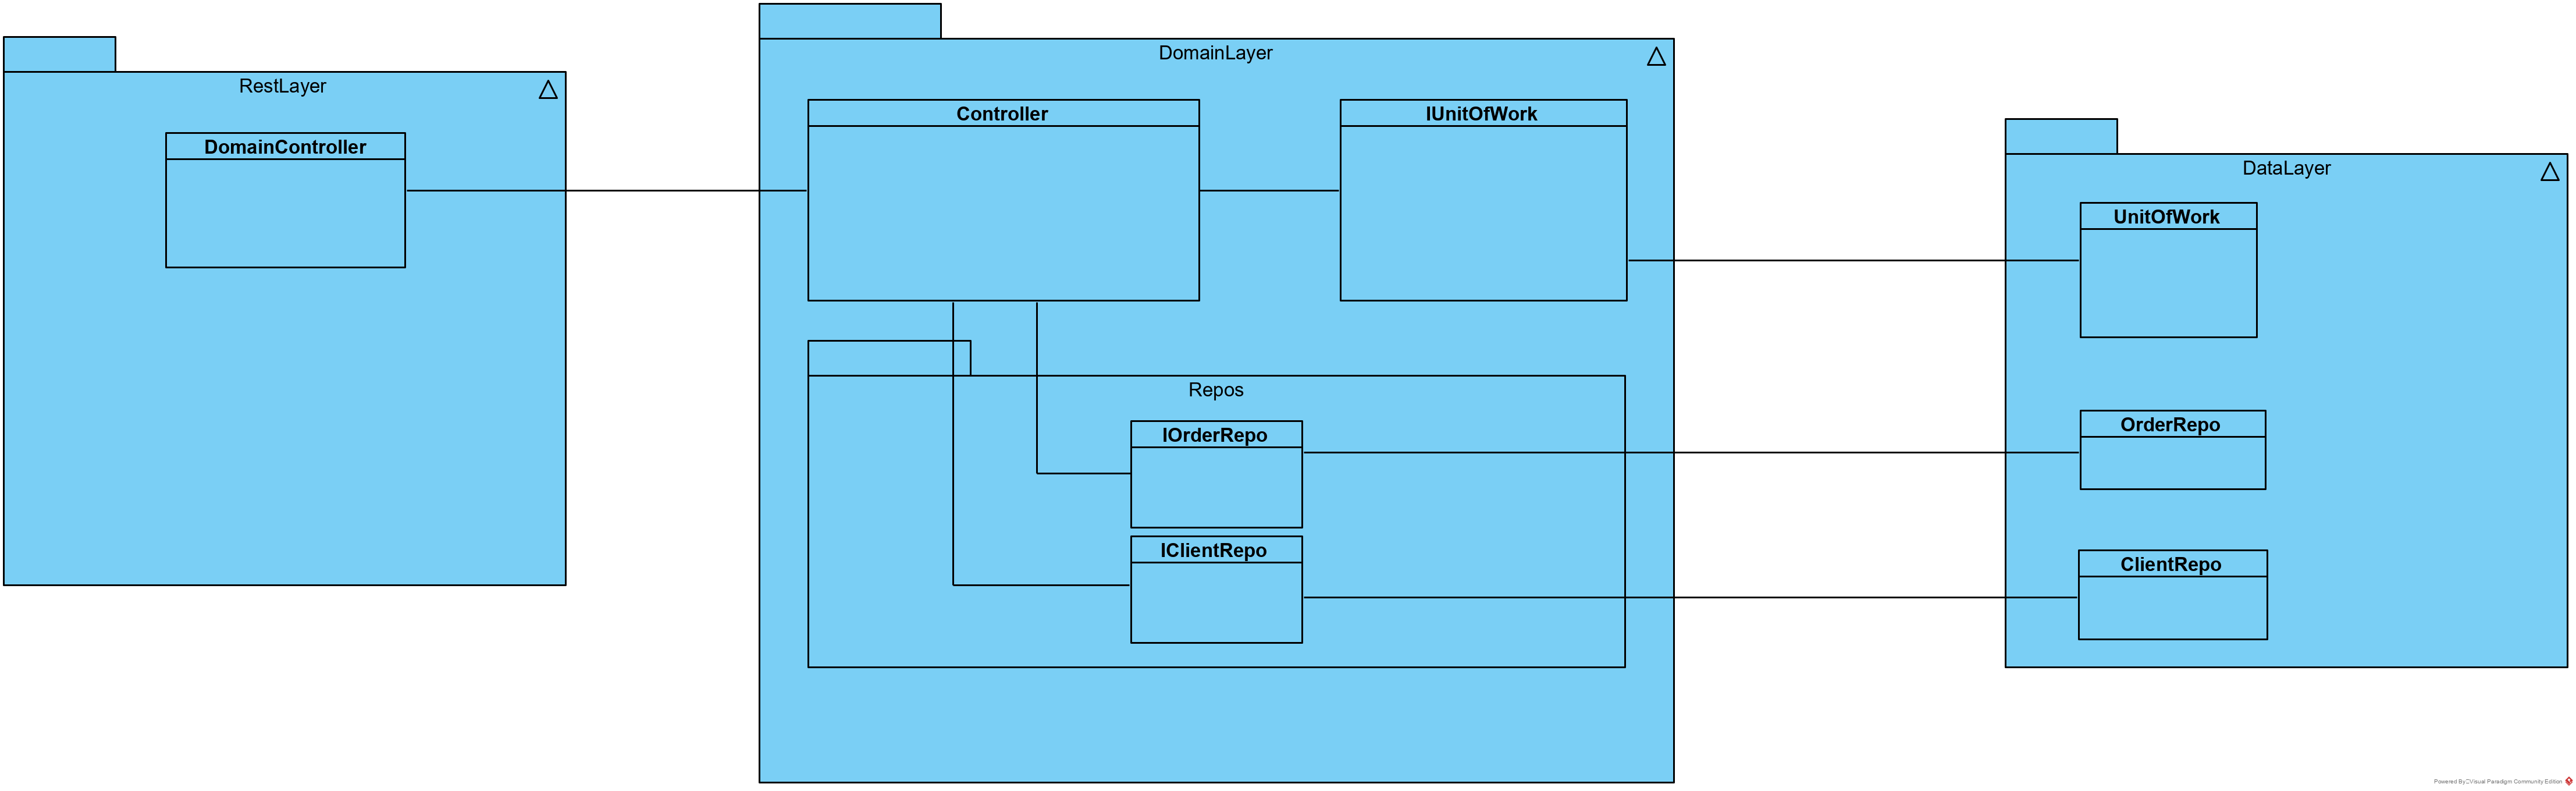 RestLayer
DomainController
DomainLayer
Controller
IUnitOfWork
Repos
IOrderRepo
IClientRepo
DataLayer
UnitOfWork
OrderRepo
ClientRepo
Powered By Visual Paradigm Community Edition